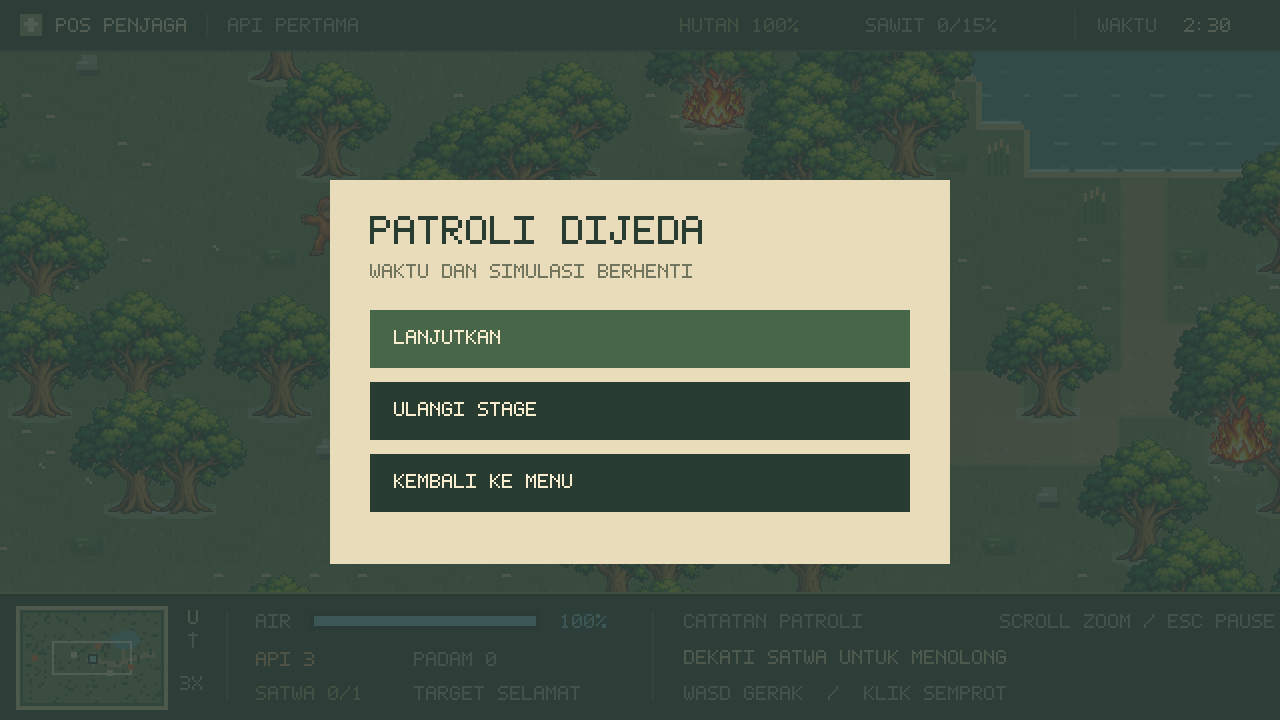 POS PENJAGA
API PERTAMA
HUTAN 100%
SAWIT 0/15%
WAKTU 2:30
PATROLI DIJEDA
WAKTU DAN SIMULASI BERHENTI
LANJUTKAN
ULANGI STAGE
KEMBALI KE MENU
U
3X
AIR 100%
API 3
PADAM 0
SATWA 0/1
TARGET SELAMAT
CATATAN PATROLI
SCROLL ZOOM / ESC PAUSE
DEKATI SATWA UNTUK MENOLONG
WASD GERAK / KLIK SEMPROT